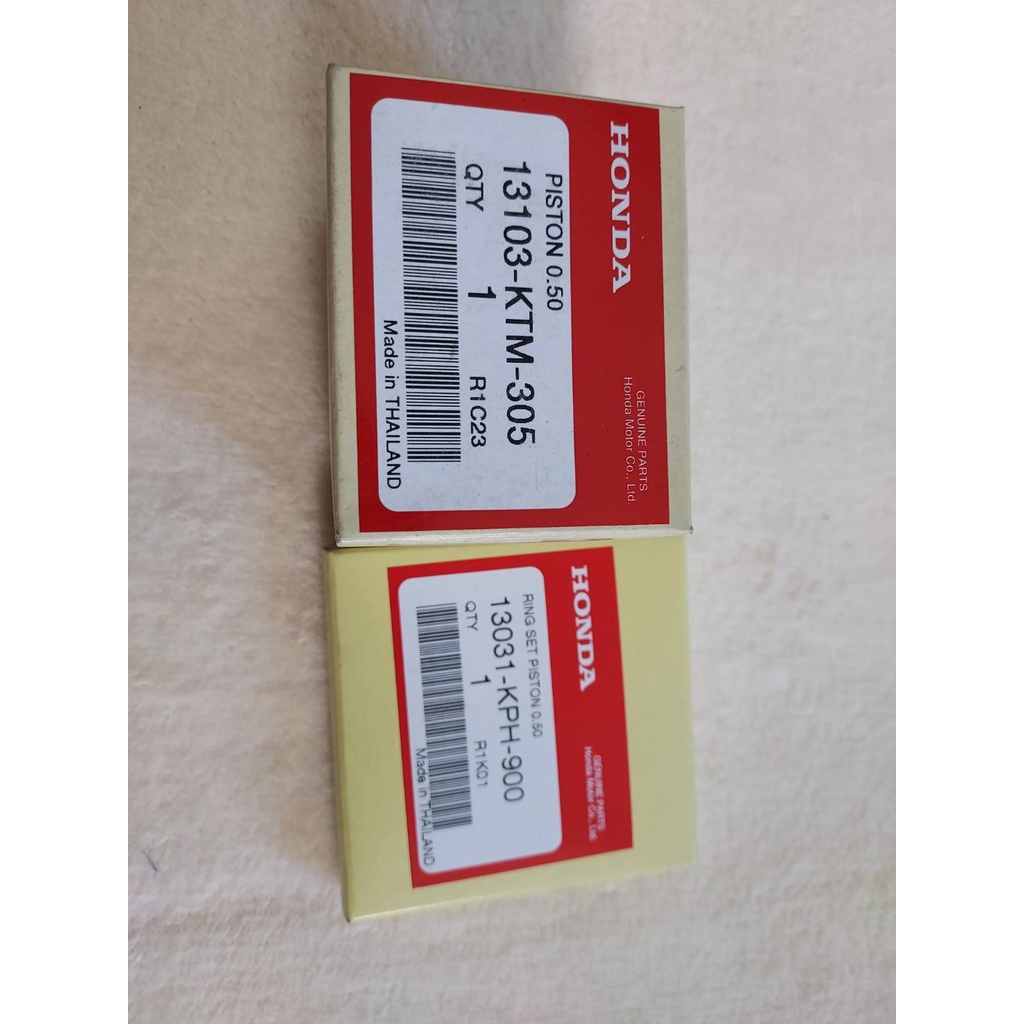 HONDA
GENUINE PARTS
Honda Motor Co., Ltd.
PISTON 0.50
13103-KTM-305
QTY 1 R1C23
Made in THAILAND
HONDA
GENUINE PARTS
Honda Motor Co., Ltd.
RING SET PISTON 0.50
13031-KPH-900
QTY 1 R1K01
Made in THAILAND